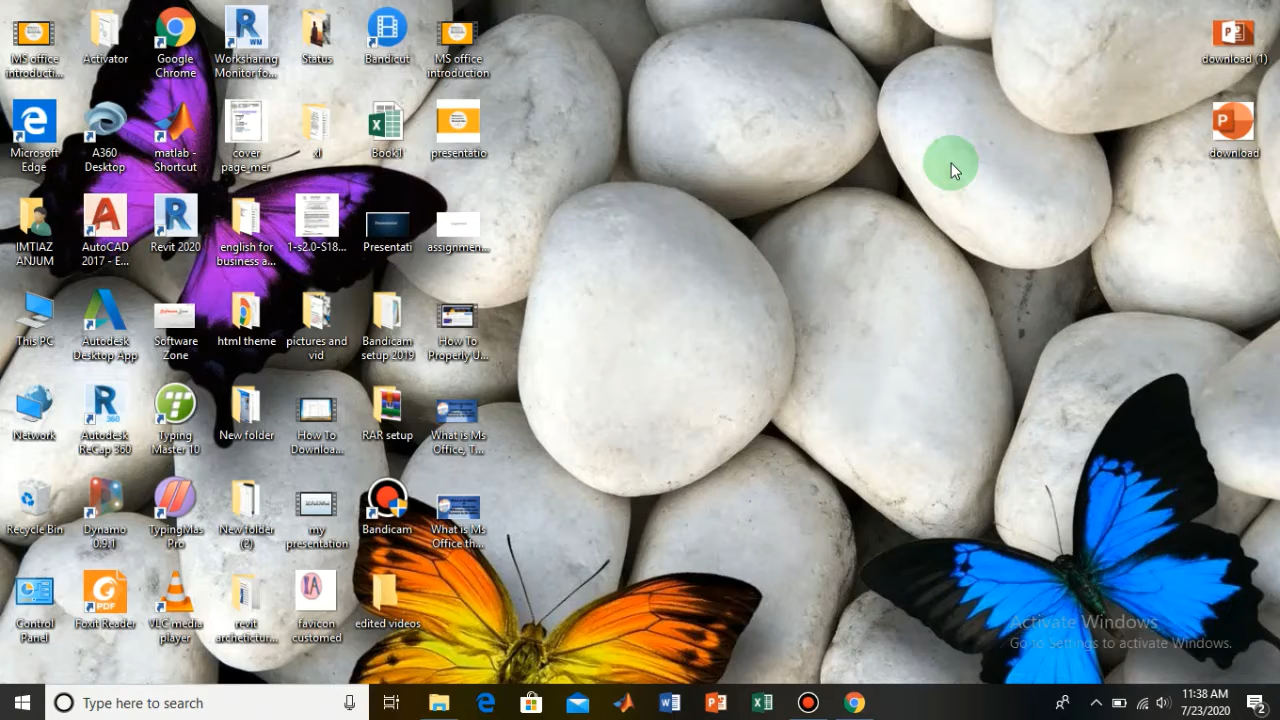 MS office
introducti...
Activator
Google
Chrome
Worksharing
Monitor fo...
Status
Bandicut
MS office
introduction
download (1)
Microsoft
Edge
A360
Desktop
matlab -
Shortcut
cover
page_mer
xl
Book1
presentatio
download
IMTIAZ
ANJUM
AutoCAD
2017 - E...
Revit 2020
english for
business a...
1-s2.0-S18...
Presentati
assignmen...
This PC
Autodesk
Desktop App
Software
Zone
html theme
pictures and
vid
Bandicam
setup 2019
How To
Properly U...
Network
Autodesk
ReCap 360
Typing
Master 10
New folder
How To
Downloa...
RAR setup
What is Ms
Office, T...
Recycle Bin
Dynamo
0.9.1
TypingMas
Pro
New folder
(2)
my
presentation
Bandicam
What is Ms
Office th...
Control
Panel
Foxit Reader
VLC media
player
revit
archetictur...
favicon
customed
edited videos
Activate Windows
Go to Settings to activate Windows.
Type here to search
11:38 AM
7/23/2020
2